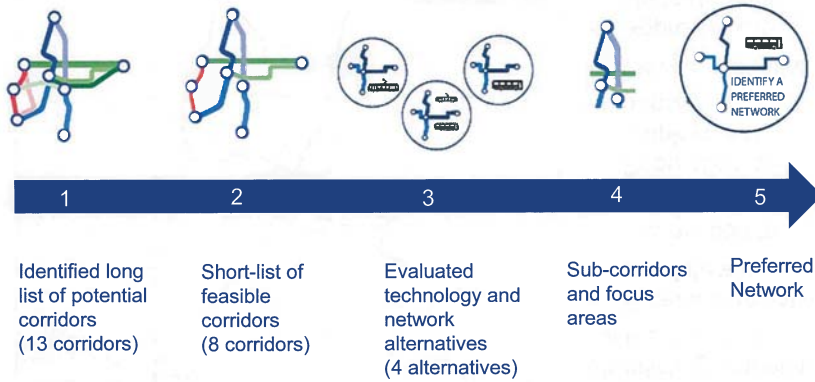 IDENTIFY A
PREFERRED
NETWORK
1
2
3
4
5
Identified long
list of potential
corridors
(13 corridors)
Short-list of
feasible
corridors
(8 corridors)
Evaluated
technology and
network
alternatives
(4 alternatives)
Sub-corridors
and focus
areas
Preferred
Network